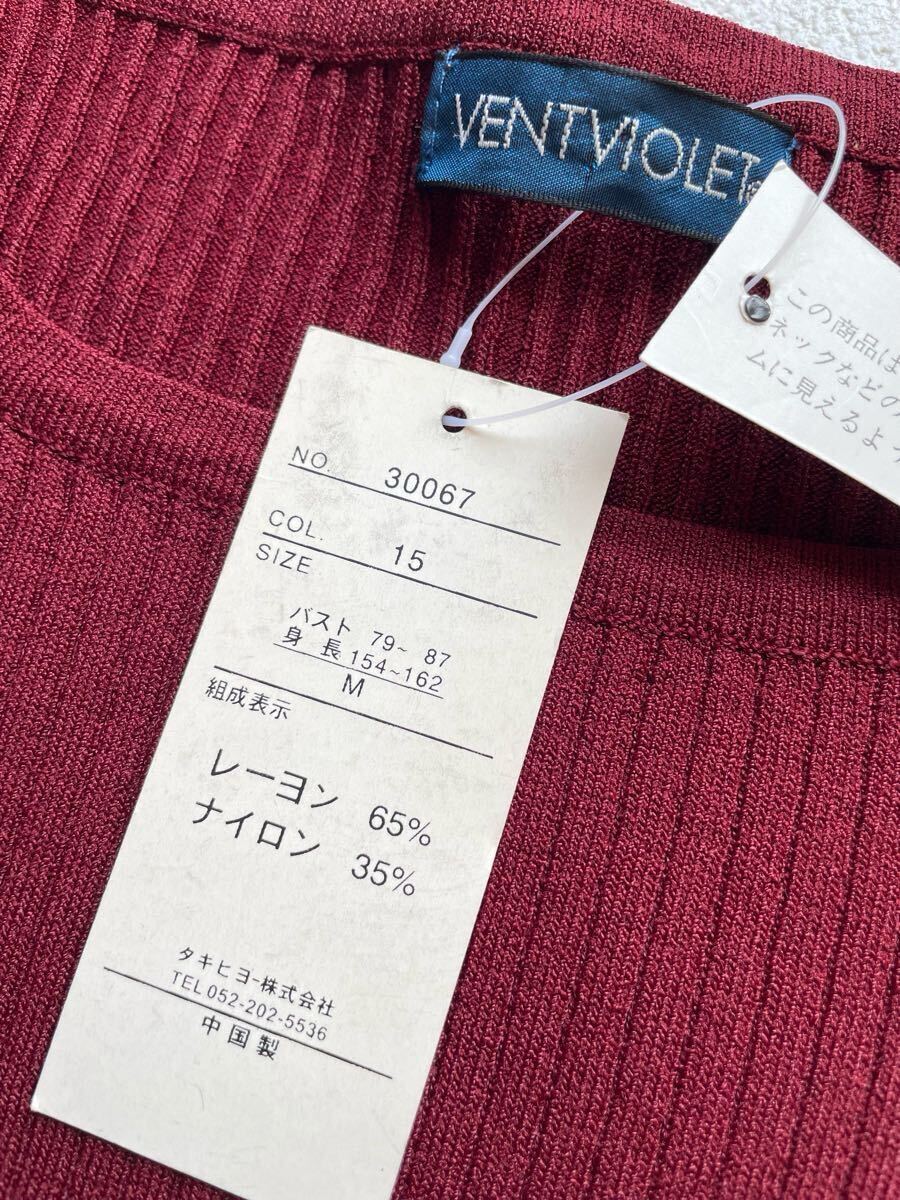 VENTVIOLET
この商品は
ネックなどの
ムに見えるよ
NO. 30067
COL. 15
SIZE
バスト 79~ 87
身 長 154~162
M
組成表示
レーヨン 65%
ナイロン 35%
タキヒヨー株式会社
TEL 052-202-5536
中国製